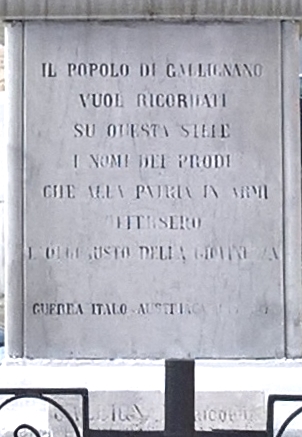 IL POPOLO DI GALLIGNANO
VUOL RICORDATI
SU QUESTA STELE
I NOMI DEI PRODI
CHE ALLA PATRIA IN ARMI
OFFERSERO
DELLA GIOVINEZZA
GUERRA ITALO-AUSTRIACA